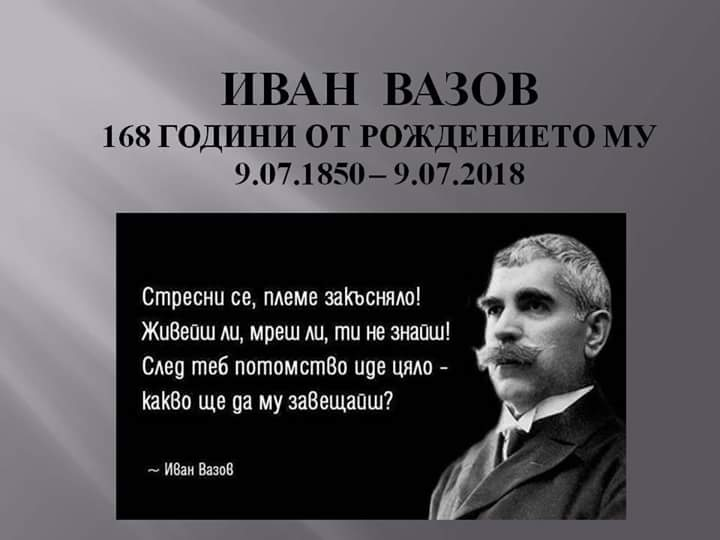 ИВАН ВАЗОВ
168 ГОДИНИ ОТ РОЖДЕНИЕТО МУ
9.07.1850 – 9.07.2018
Стресни се, племе закъсняло!
Живейш ли, мреш ли, ти не знайш!
След теб потомство иде цяло -
какво ще да му завещайш?
~ Иван Вазов